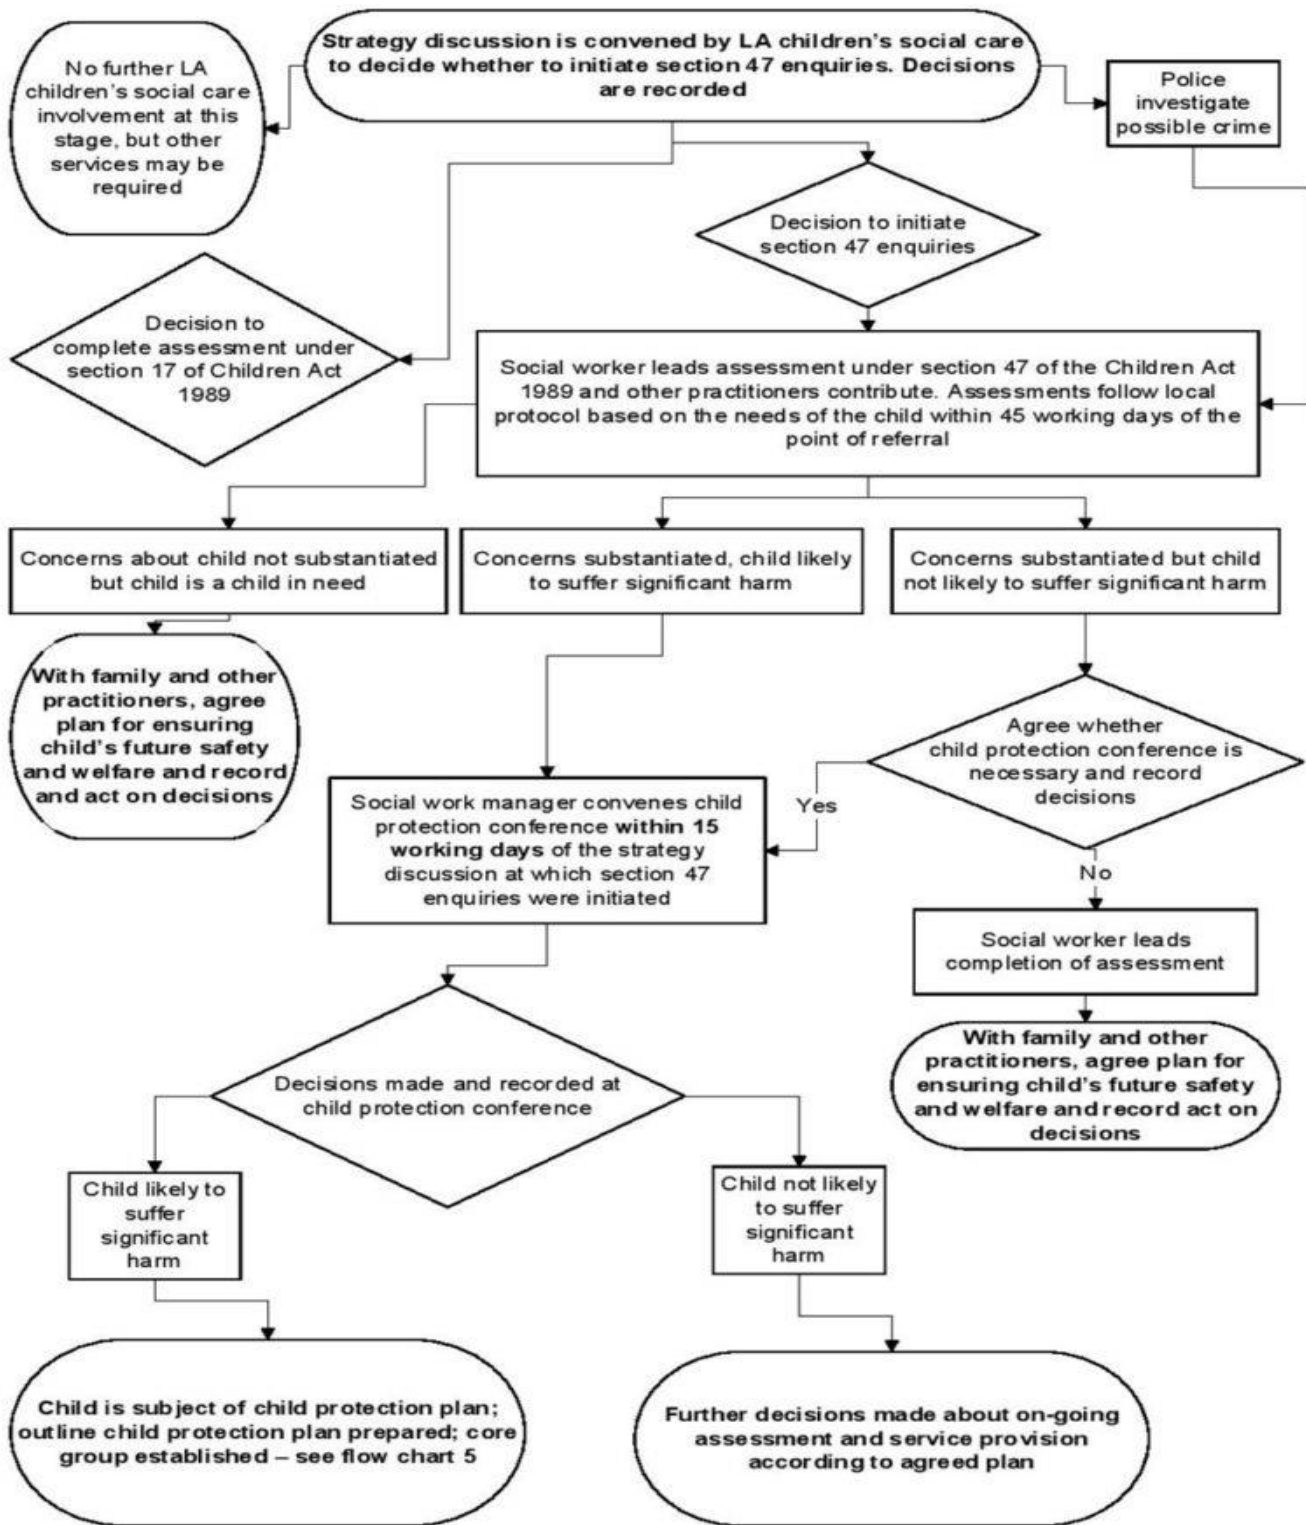 Strategy discussion is convened by LA children's social care
to decide whether to initiate section 47 enquiries. Decisions
are recorded
No further LA
children's social care
involvement at this
stage, but other
services may be
required
Police
investigate
possible crime
Decision to initiate
section 47 enquiries
Decision to
complete assessment under
section 17 of Children Act
1989
Social worker leads assessment under section 47 of the Children Act
1989 and other practitioners contribute. Assessments follow local
protocol based on the needs of the child within 45 working days of the
point of referral
Concerns about child not substantiated
but child is a child in need
Concerns substantiated, child likely
to suffer significant harm
Concerns substantiated but child
not likely to suffer significant harm
With family and other
practitioners, agree
plan for ensuring
child's future safety
and welfare and record
and act on decisions
Agree whether
child protection conference is
necessary and record
decisions
Yes
No
Social work manager convenes child
protection conference within 15
working days of the strategy
discussion at which section 47
enquiries were initiated
Social worker leads
completion of assessment
With family and other
practitioners, agree plan for
ensuring child's future safety
and welfare and record act on
decisions
Decisions made and recorded at
child protection conference
Child likely to
suffer
significant
harm
Child not likely
to suffer
significant
harm
Child is subject of child protection plan;
outline child protection plan prepared; core
group established – see flow chart 5
Further decisions made about on-going
assessment and service provision
according to agreed plan